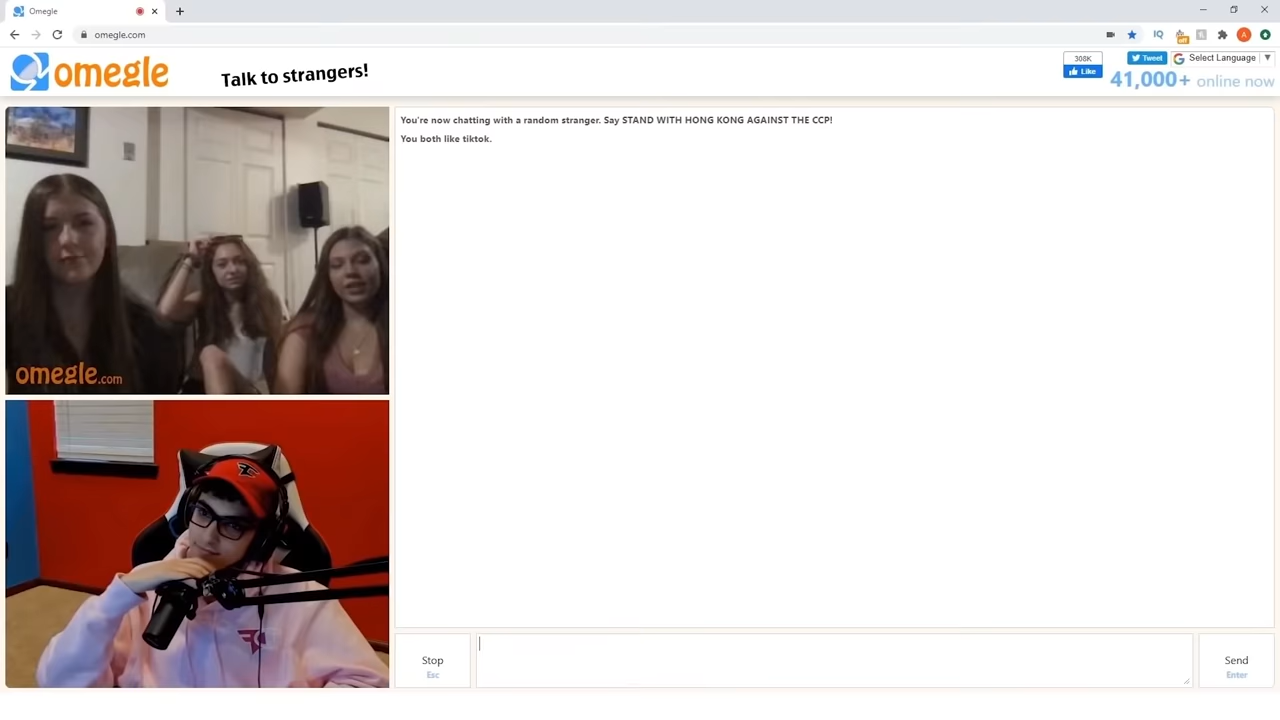 Omegle
omegle.com
omegle
Talk to strangers!
308K
Like
Tweet
Select Language
41,000+ online now
You're now chatting with a random stranger. Say STAND WITH HONG KONG AGAINST THE CCP!
You both like tiktok.
omegle.com
Stop
Esc
Send
Enter
IQ
off
A